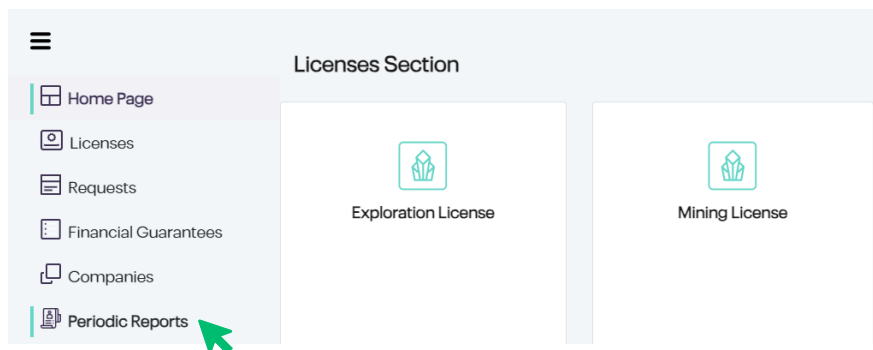 Licenses Section
Home Page
Licenses
Requests
Financial Guarantees
Companies
Periodic Reports
Exploration License
Mining License